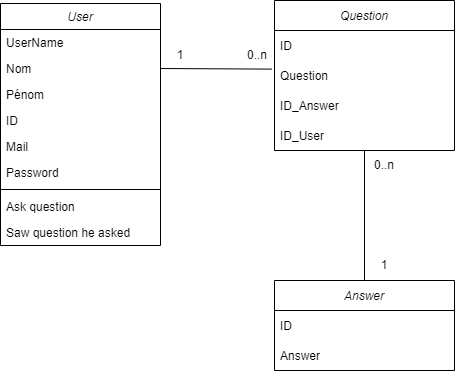 User
UserName
Nom
Pénom
ID
Mail
Password
Ask question
Saw question he asked
1
0..n
Question
ID
Question
ID_Answer
ID_User
0..n
1
Answer
ID
Answer